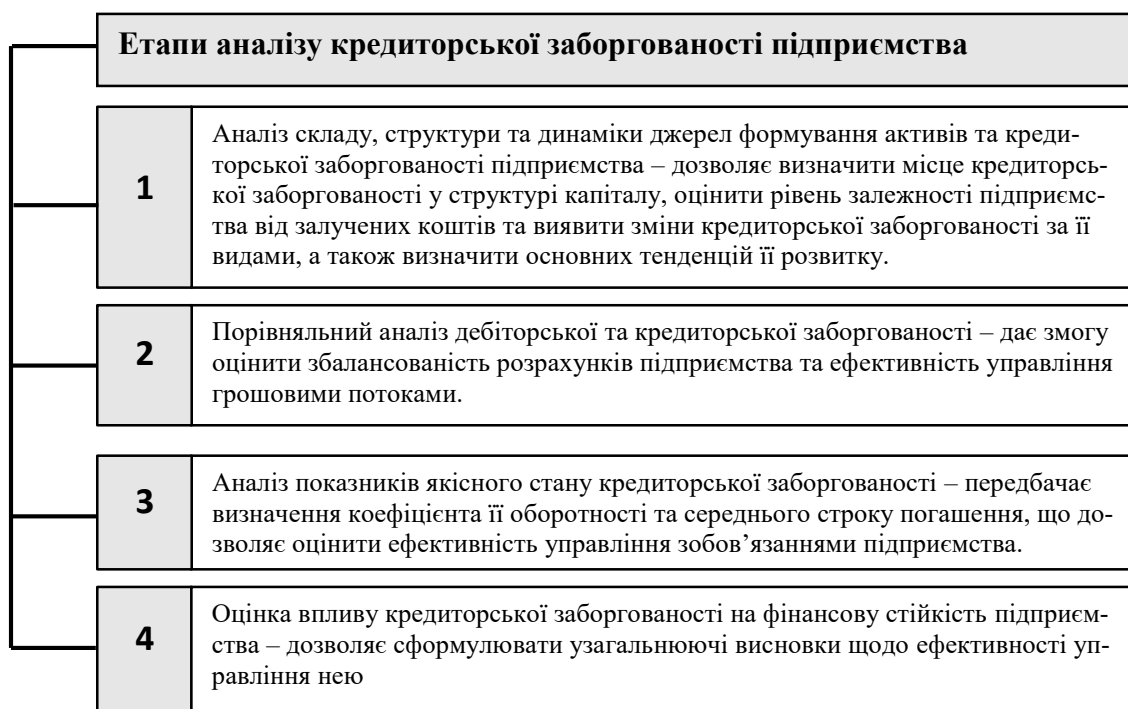 Етапи аналізу кредиторської заборгованості підприємства
1
Аналіз складу, структури та динаміки джерел формування активів та креди-
торської заборгованості підприємства – дозволяє визначити місце кредиторсь-
кої заборгованості у структурі капіталу, оцінити рівень залежності підприємс-
тва від залучених коштів та виявити зміни кредиторської заборгованості за її
видами, а також визначити основних тенденцій її розвитку.
2
Порівняльний аналіз дебіторської та кредиторської заборгованості – дає змогу
оцінити збалансованість розрахунків підприємства та ефективність управління
грошовими потоками.
3
Аналіз показників якісного стану кредиторської заборгованості – передбачає
визначення коефіцієнта її оборотності та середнього строку погашення, що до-
зволяє оцінити ефективність управління зобов’язаннями підприємства.
4
Оцінка впливу кредиторської заборгованості на фінансову стійкість підприєм-
ства – дозволяє сформулювати узагальнюючі висновки щодо ефективності уп-
равління нею